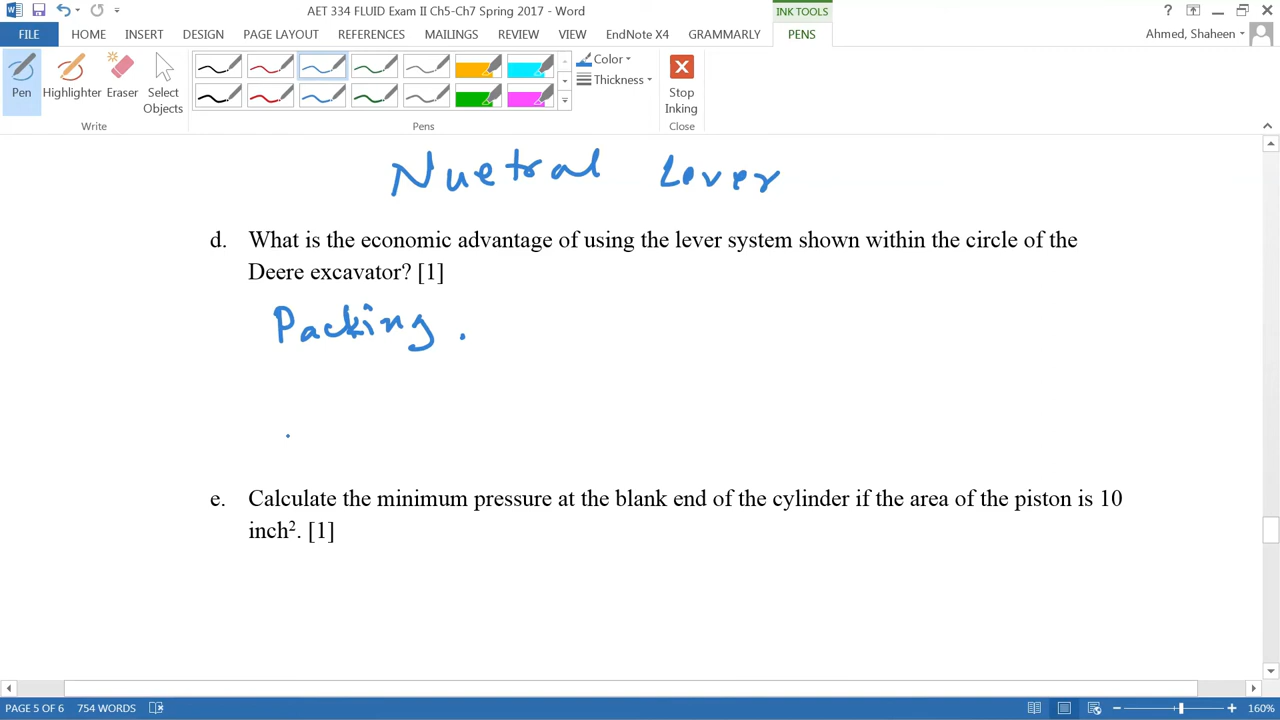 AET 334 FLUID Exam II Ch5-Ch7 Spring 2017 - Word
INK TOOLS
?
FILE HOME INSERT DESIGN PAGE LAYOUT REFERENCES MAILINGS REVIEW VIEW EndNote X4 GRAMMARLY PENS
Ahmed, Shaheen
Pen Highlighter Eraser Select Objects
Color
Thickness
Stop Inking
Write Pens Close
Nuetral Lever
d. What is the economic advantage of using the lever system shown within the circle of the
Deere excavator? [1]
Packing .
e. Calculate the minimum pressure at the blank end of the cylinder if the area of the piston is 10
inch². [1]
PAGE 5 OF 6 754 WORDS 160%